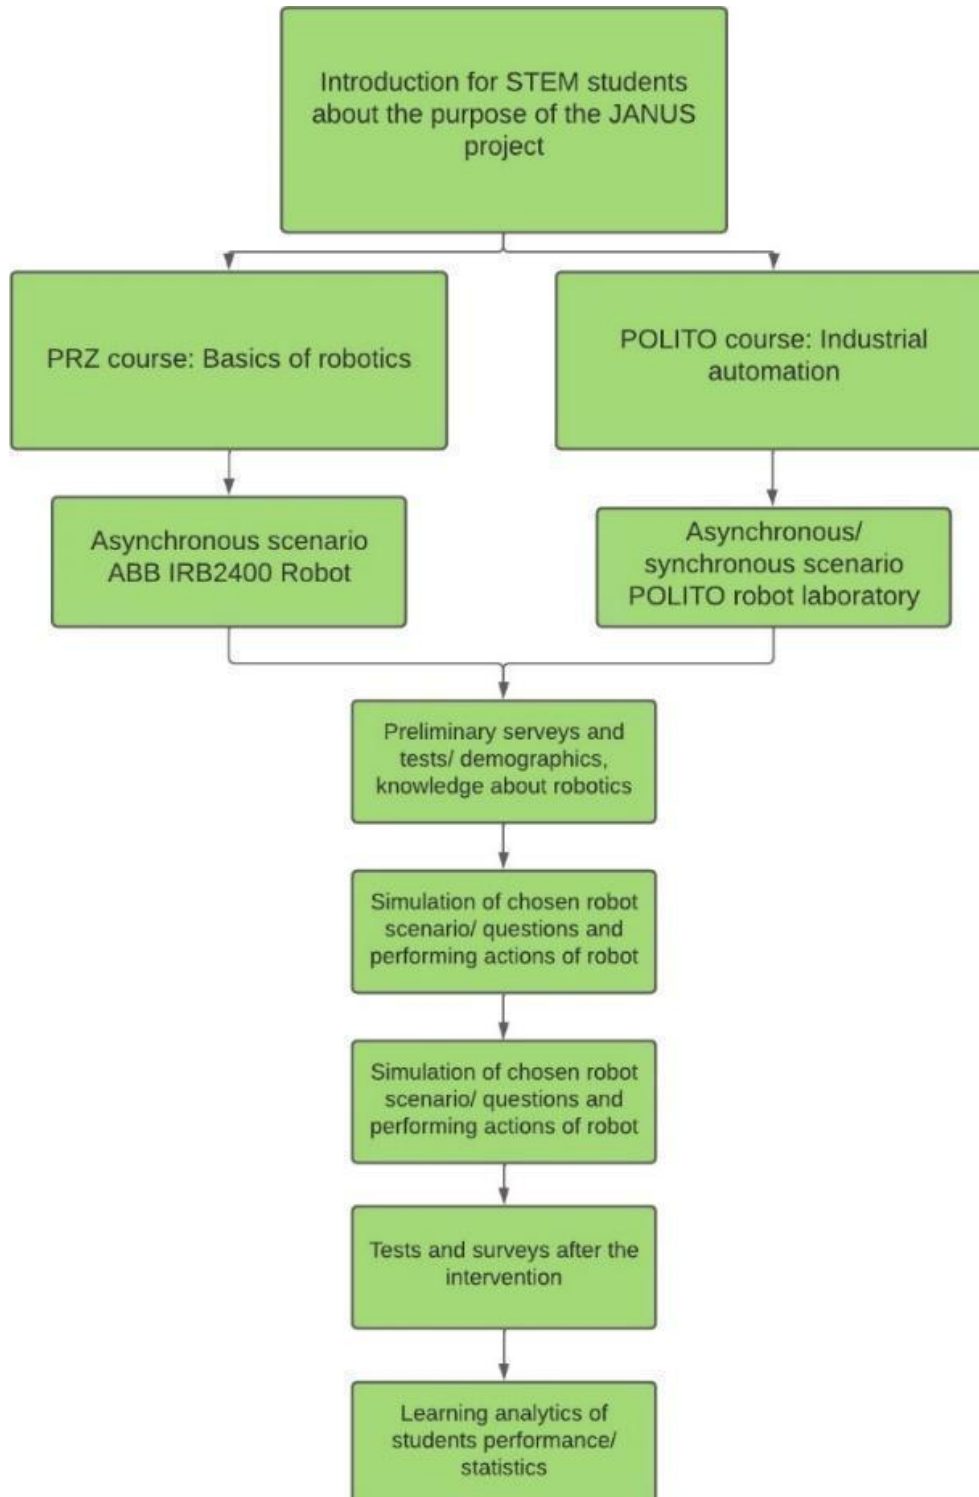 Introduction for STEM students
about the purpose of the JANUS
project
PRZ course: Basics of robotics
POLITO course: Industrial
automation
Asynchronous scenario
ABB IRB2400 Robot
Asynchronous/
synchronous scenario
POLITO robot laboratory
Preliminary serveys and
tests/ demographics,
knowledge about robotics
Simulation of chosen robot
scenario/ questions and
performing actions of robot
Simulation of chosen robot
scenario/ questions and
performing actions of robot
Tests and surveys after the
intervention
Learning analytics of
students performance/
statistics